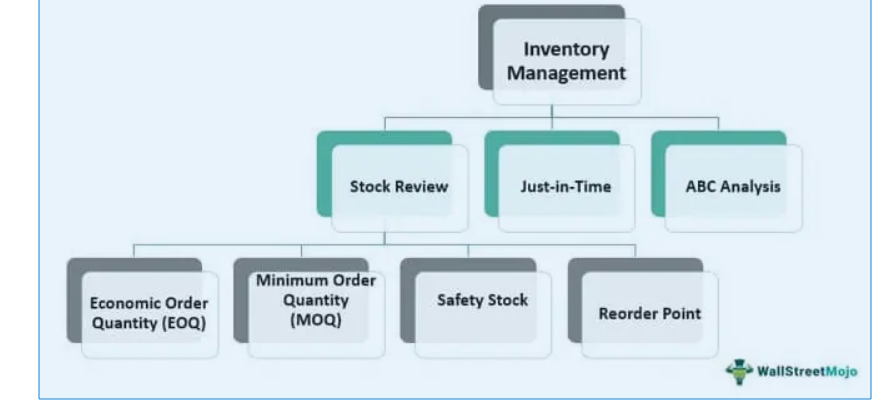 Inventory
Management
Stock Review
Just-in-Time
ABC Analysis
Economic Order
Quantity (EOQ)
Minimum Order
Quantity
(MOQ)
Safety Stock
Reorder Point
WallStreetMojo